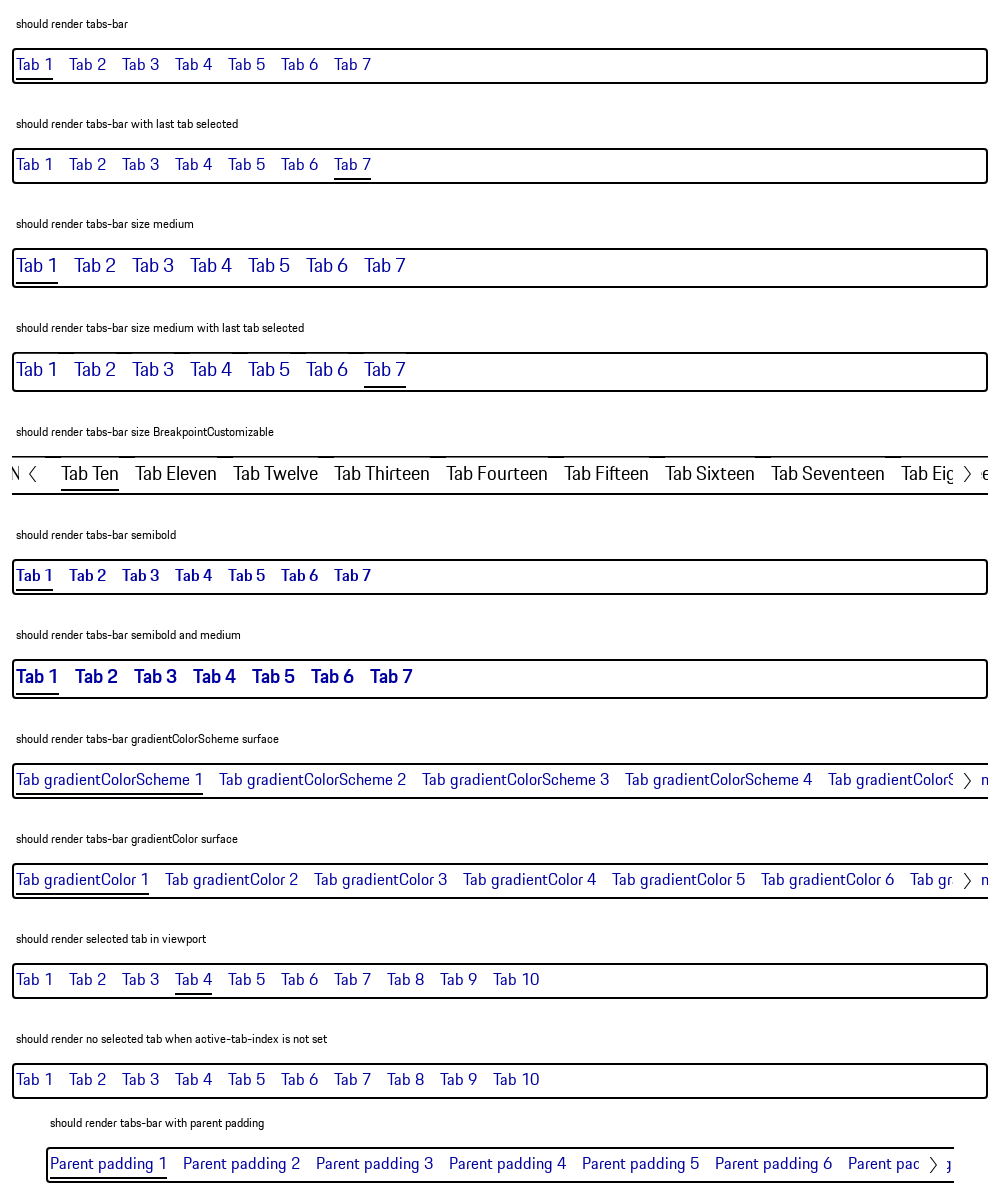 should render tabs-bar
Tab 1 Tab 2 Tab 3 Tab 4 Tab 5 Tab 6 Tab 7
should render tabs-bar with last tab selected
Tab 1 Tab 2 Tab 3 Tab 4 Tab 5 Tab 6 Tab 7
should render tabs-bar size medium
Tab 1 Tab 2 Tab 3 Tab 4 Tab 5 Tab 6 Tab 7
should render tabs-bar size medium with last tab selected
Tab 1 Tab 2 Tab 3 Tab 4 Tab 5 Tab 6 Tab 7
should render tabs-bar size BreakpointCustomizable
Tab Ten Tab Eleven Tab Twelve Tab Thirteen Tab Fourteen Tab Fifteen Tab Sixteen Tab Seventeen Tab Eig
should render tabs-bar semibold
Tab 1 Tab 2 Tab 3 Tab 4 Tab 5 Tab 6 Tab 7
should render tabs-bar semibold and medium
Tab 1 Tab 2 Tab 3 Tab 4 Tab 5 Tab 6 Tab 7
should render tabs-bar gradientColorScheme surface
Tab gradientColorScheme 1 Tab gradientColorScheme 2 Tab gradientColorScheme 3 Tab gradientColorScheme 4 Tab gradientColorS
should render tabs-bar gradientColor surface
Tab gradientColor 1 Tab gradientColor 2 Tab gradientColor 3 Tab gradientColor 4 Tab gradientColor 5 Tab gradientColor 6 Tab gr
should render selected tab in viewport
Tab 1 Tab 2 Tab 3 Tab 4 Tab 5 Tab 6 Tab 7 Tab 8 Tab 9 Tab 10
should render no selected tab when active-tab-index is not set
Tab 1 Tab 2 Tab 3 Tab 4 Tab 5 Tab 6 Tab 7 Tab 8 Tab 9 Tab 10
should render tabs-bar with parent padding
Parent padding 1 Parent padding 2 Parent padding 3 Parent padding 4 Parent padding 5 Parent padding 6 Parent pac